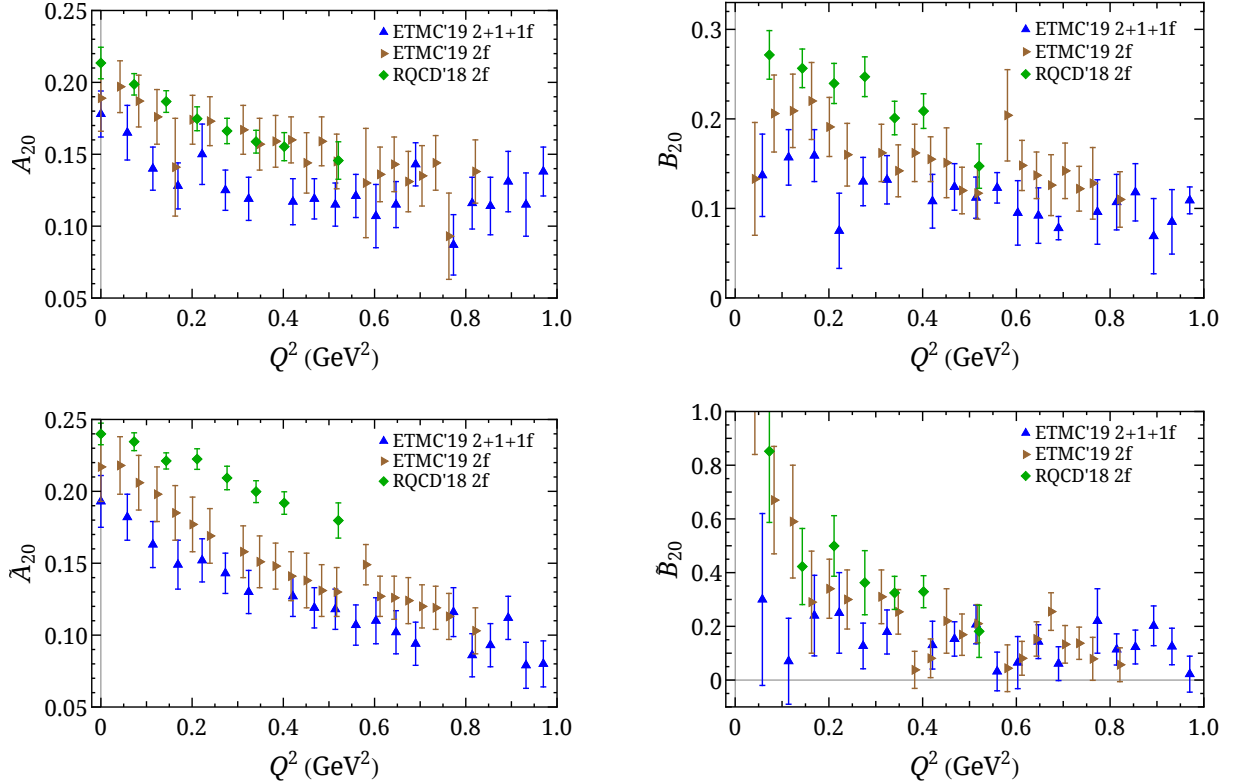 0.25
0.20
0.15
0.10
0.05
A₂₀
ETMC'19 2+1+1f
ETMC'19 2f
RQCD'18 2f
0 0.2 0.4 0.6 0.8 1.0
Q² (GeV²)
0.3
0.2
0.1
0
B₂₀
ETMC'19 2+1+1f
ETMC'19 2f
RQCD'18 2f
0 0.2 0.4 0.6 0.8 1.0
Q² (GeV²)
0.25
0.20
0.15
0.10
0.05
Ã₂₀
ETMC'19 2+1+1f
ETMC'19 2f
RQCD'18 2f
0 0.2 0.4 0.6 0.8 1.0
Q² (GeV²)
1.0
0.8
0.6
0.4
0.2
0
B̃₂₀
ETMC'19 2+1+1f
ETMC'19 2f
RQCD'18 2f
0 0.2 0.4 0.6 0.8 1.0
Q² (GeV²)